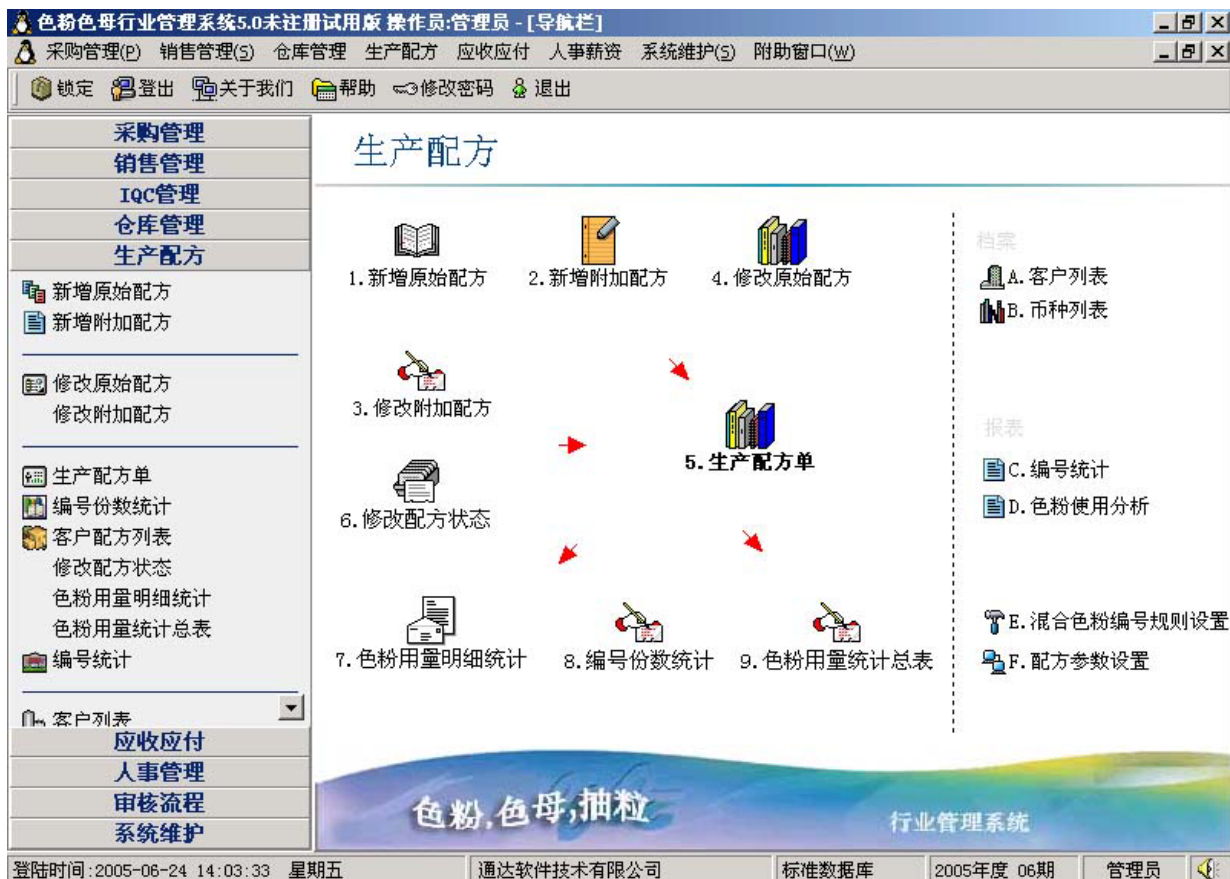 色粉色母行业管理系统5.0未注册试用版 操作员:管理员 - [导航栏]
采购管理(P) 销售管理(S) 仓库管理 生产配方 应收应付 人事薪资 系统维护(S) 附助窗口(W)
锁定 登出 关于我们 帮助 修改密码 退出
采购管理
销售管理
IQC管理
仓库管理
生产配方
新增原始配方
新增附加配方
修改原始配方
修改附加配方
生产配方单
编号份数统计
客户配方列表
修改配方状态
色粉用量明细统计
色粉用量统计总表
编号统计
客户列表
应收应付
人事管理
审核流程
系统维护
生产配方
1.新增原始配方 2.新增附加配方 4.修改原始配方
3.修改附加配方
5.生产配方单
6.修改配方状态
7.色粉用量明细统计 8.编号份数统计 9.色粉用量统计总表
档案
A.客户列表
B.币种列表
报表
C.编号统计
D.色粉使用分析
E.混合色粉编号规则设置
F.配方参数设置
色粉,色母,抽粒
行业管理系统
登陆时间:2005-06-24 14:03:33 星期五 通达软件技术有限公司 标准数据库 2005年度 06期 管理员